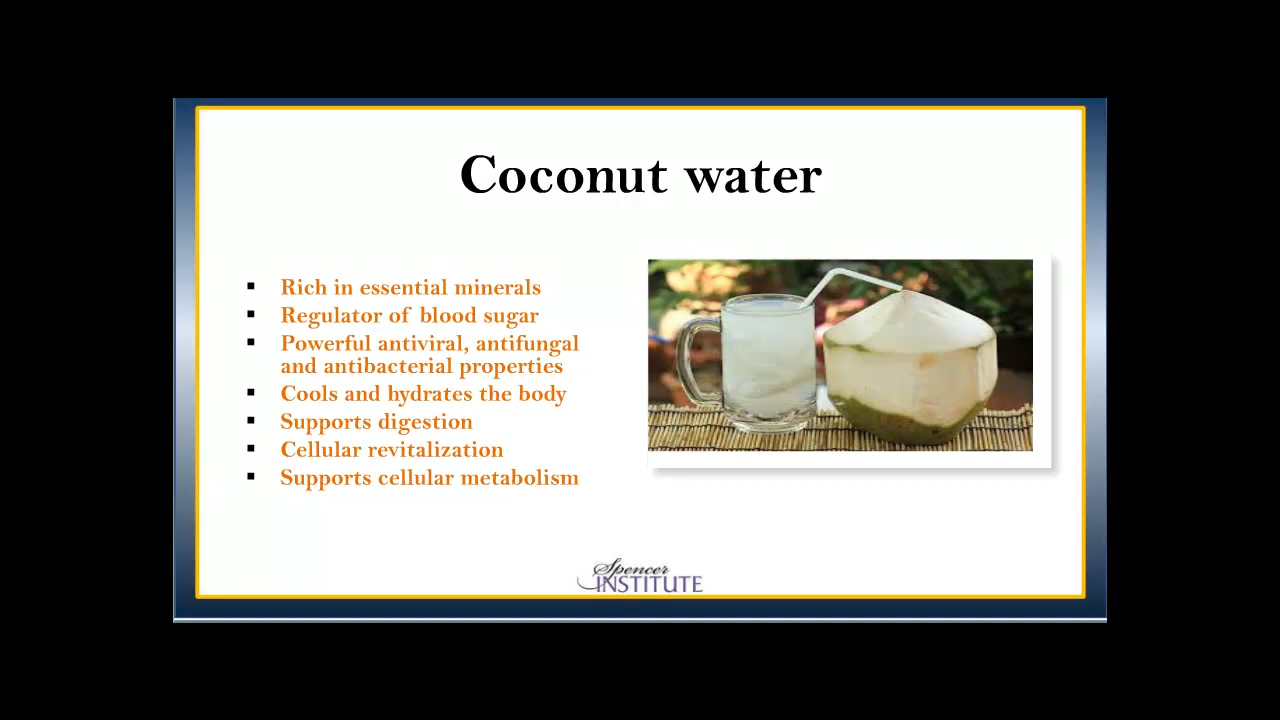 Coconut water
▪ Rich in essential minerals
▪ Regulator of blood sugar
▪ Powerful antiviral, antifungal
and antibacterial properties
▪ Cools and hydrates the body
▪ Supports digestion
▪ Cellular revitalization
▪ Supports cellular metabolism
Spencer
INSTITUTE